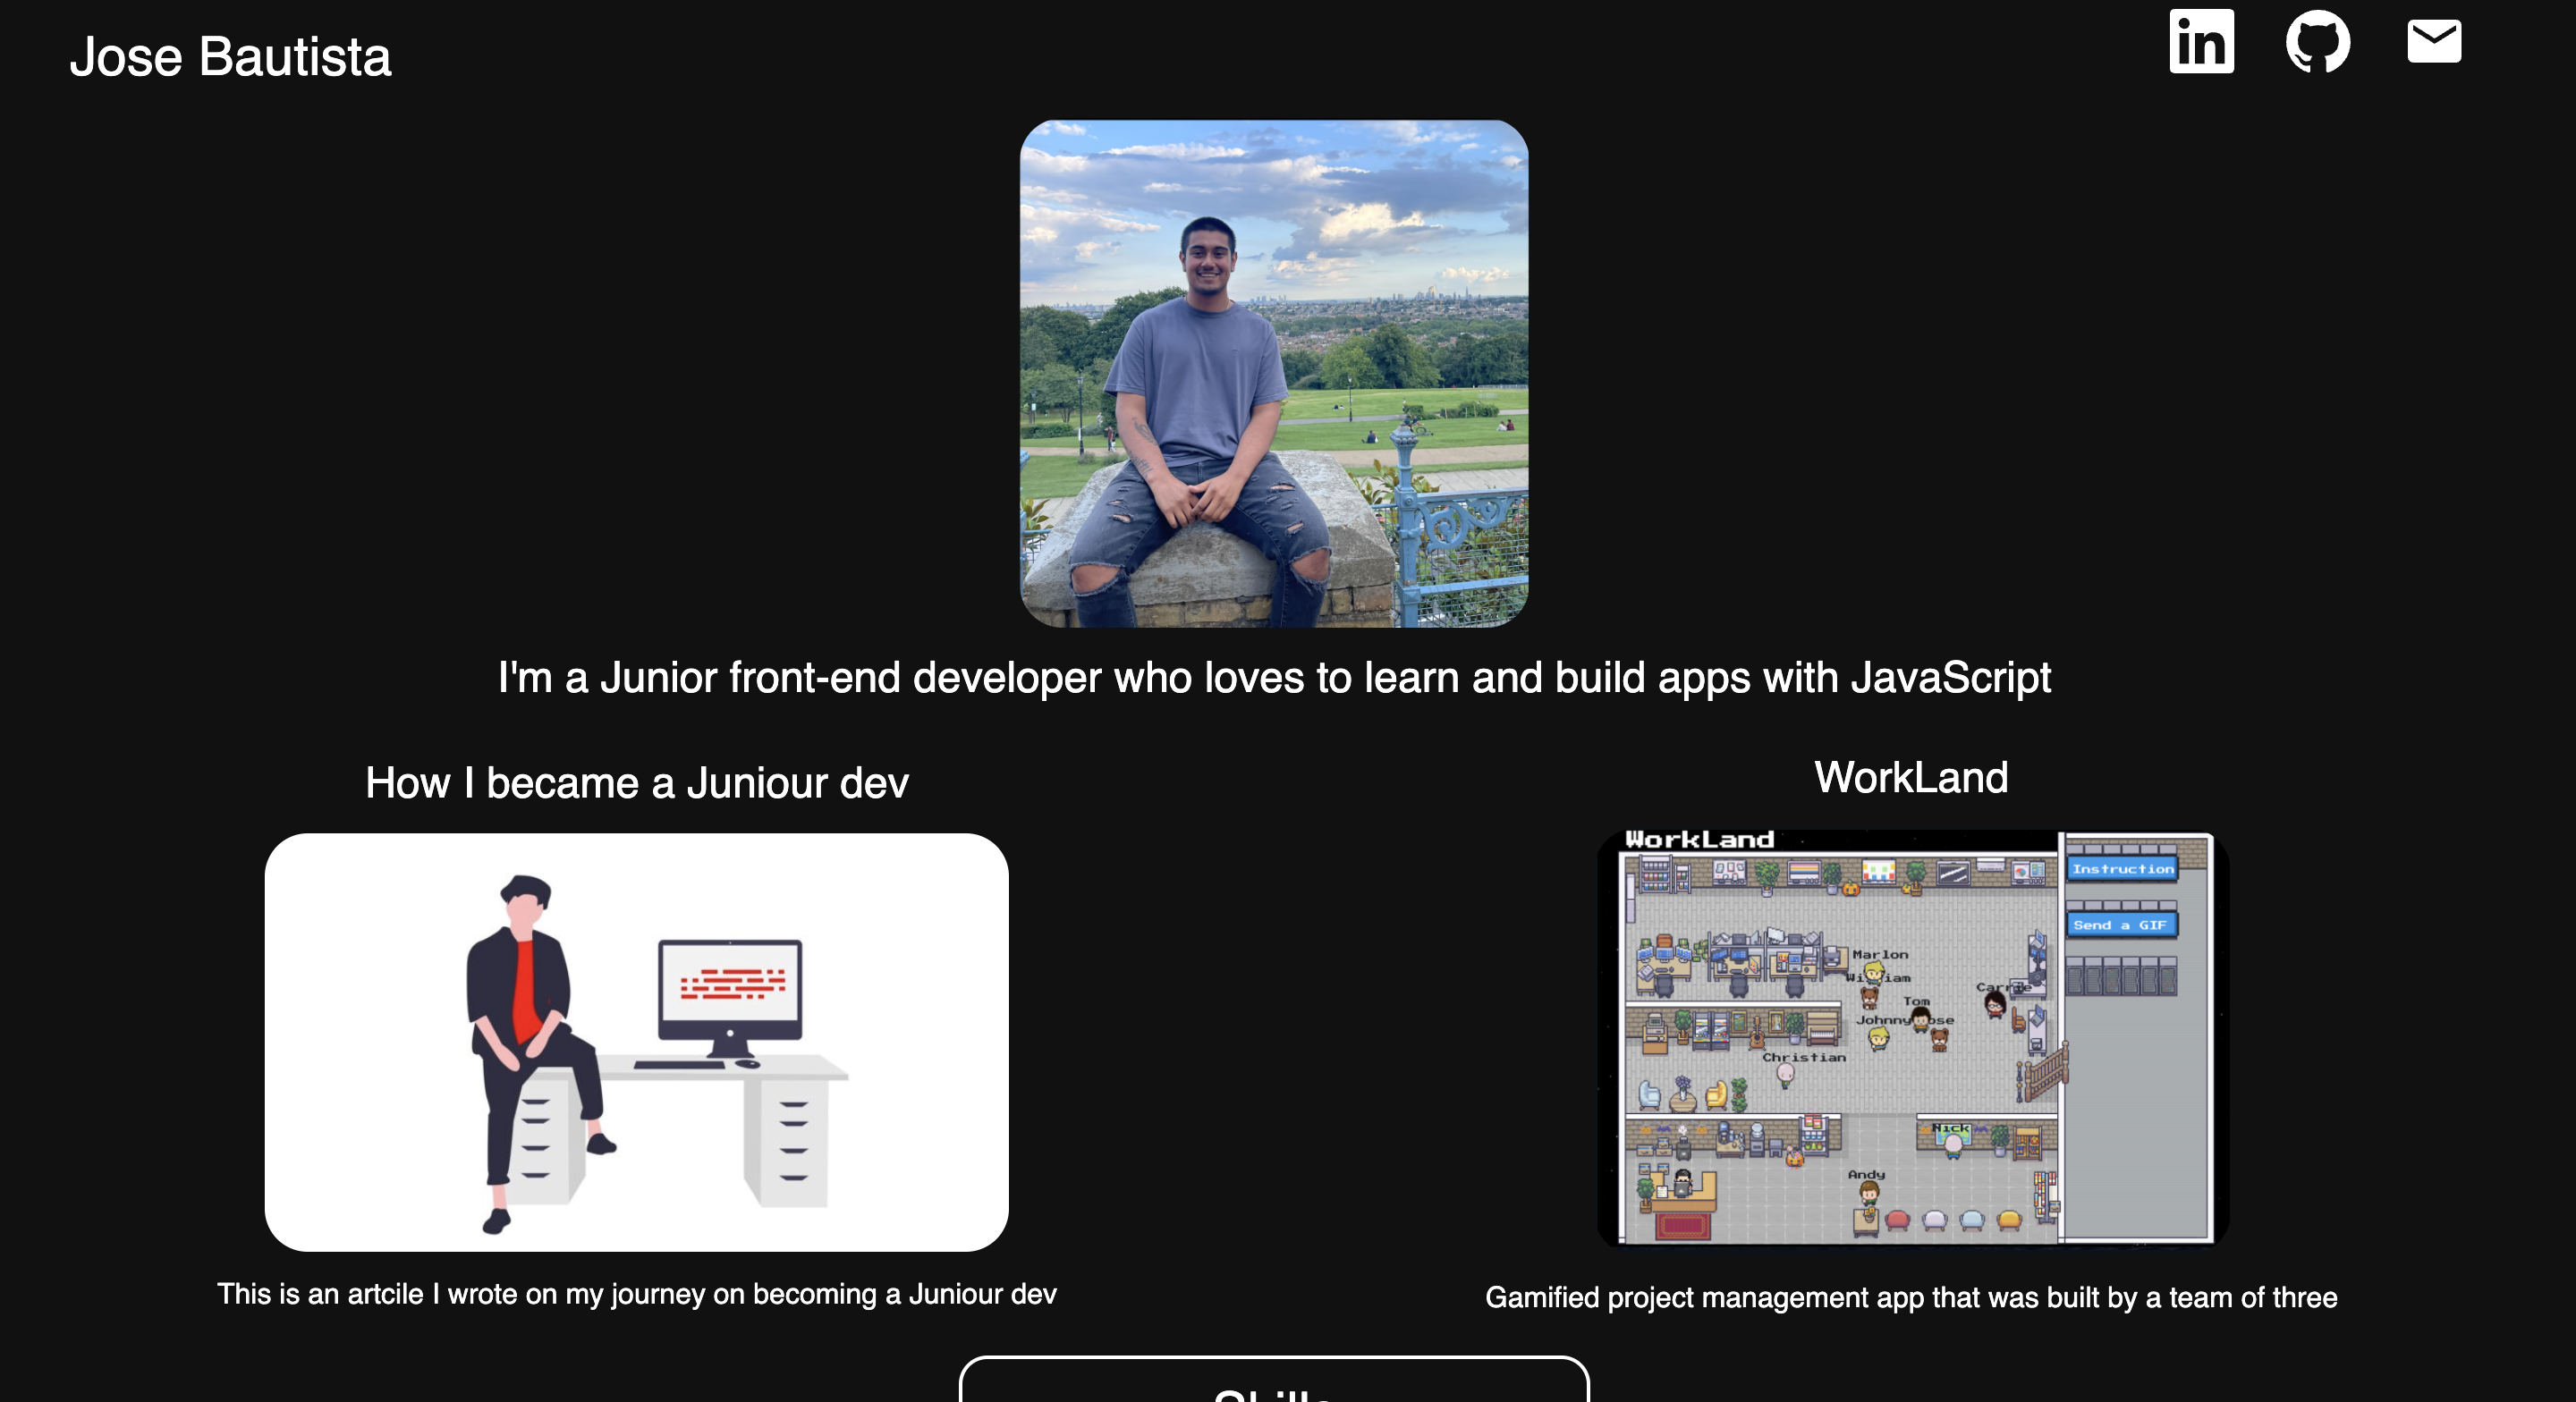 Jose Bautista
in
I'm a Junior front-end developer who loves to learn and build apps with JavaScript
How I became a Juniour dev
WorkLand
WorkLand
Instruction
Send a GIF
Marlon
William
Carrie
Tom
Johnny
Christian
Nick
Andy
This is an artcile I wrote on my journey on becoming a Juniour dev
Gamified project management app that was built by a team of three
Skills